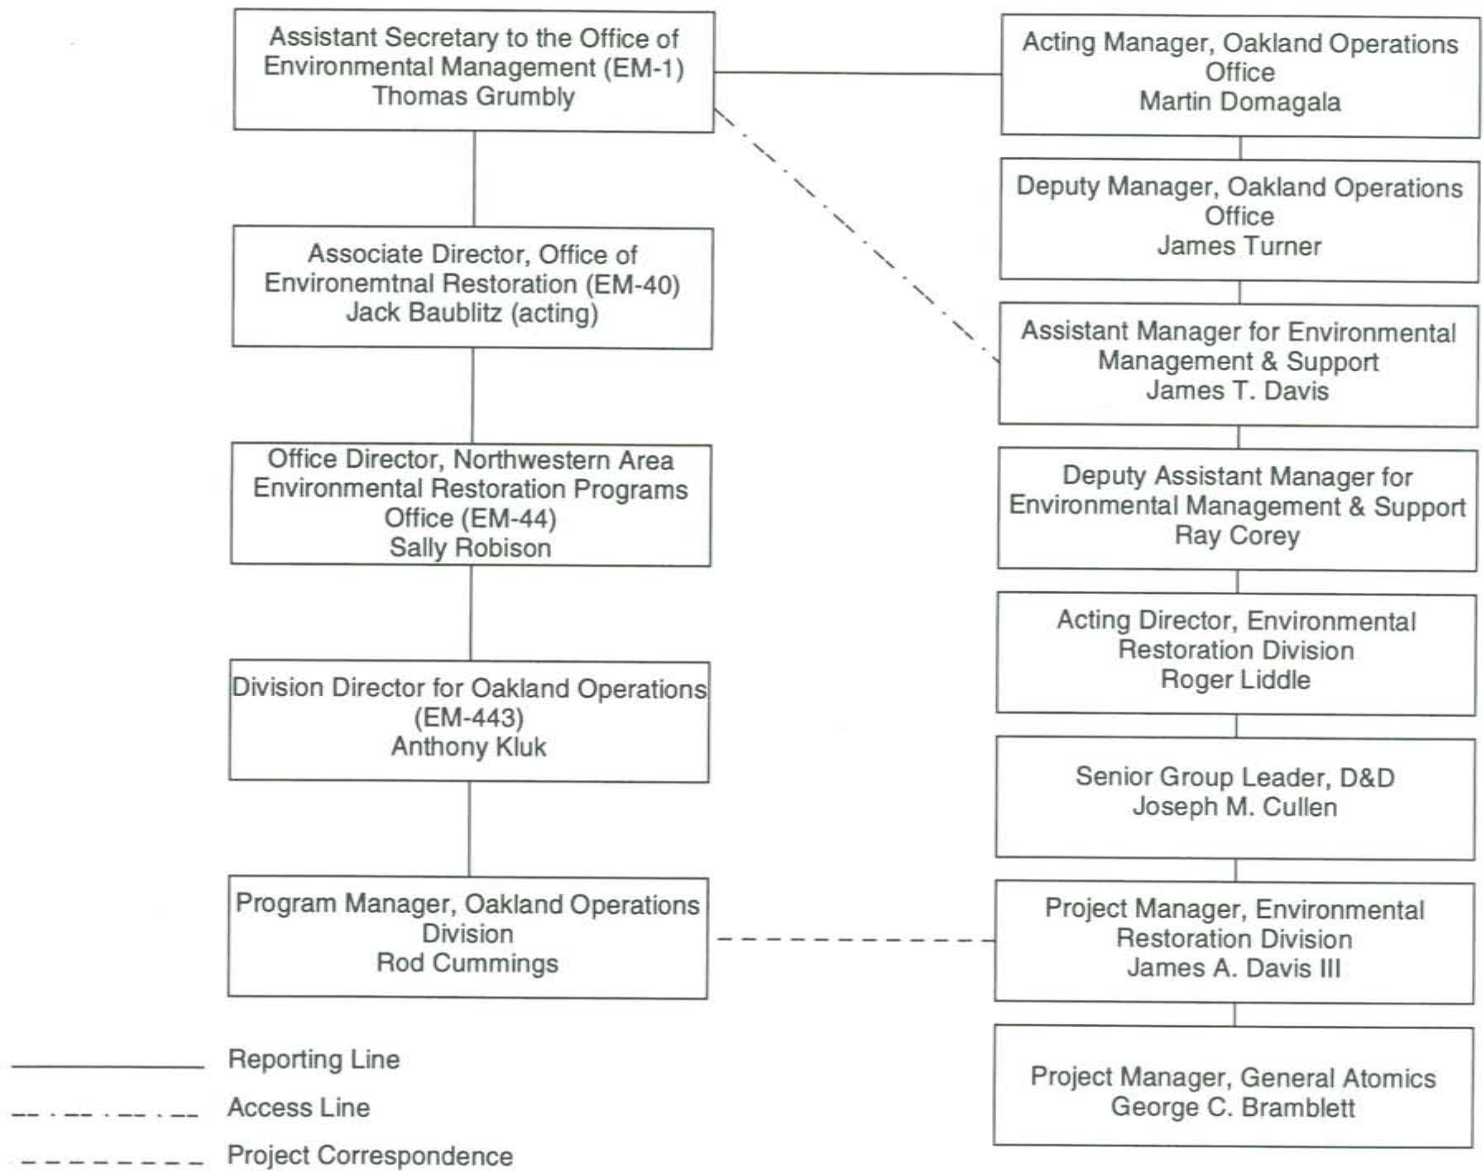 Assistant Secretary to the Office of
Environmental Management (EM-1)
Thomas Grumbly
Associate Director, Office of
Environemtnal Restoration (EM-40)
Jack Baublitz (acting)
Office Director, Northwestern Area
Environmental Restoration Programs
Office (EM-44)
Sally Robison
Division Director for Oakland Operations
(EM-443)
Anthony Kluk
Program Manager, Oakland Operations
Division
Rod Cummings
Acting Manager, Oakland Operations
Office
Martin Domagala
Deputy Manager, Oakland Operations
Office
James Turner
Assistant Manager for Environmental
Management & Support
James T. Davis
Deputy Assistant Manager for
Environmental Management & Support
Ray Corey
Acting Director, Environmental
Restoration Division
Roger Liddle
Senior Group Leader, D&D
Joseph M. Cullen
Project Manager, Environmental
Restoration Division
James A. Davis III
Project Manager, General Atomics
George C. Bramblett
Reporting Line
Access Line
Project Correspondence